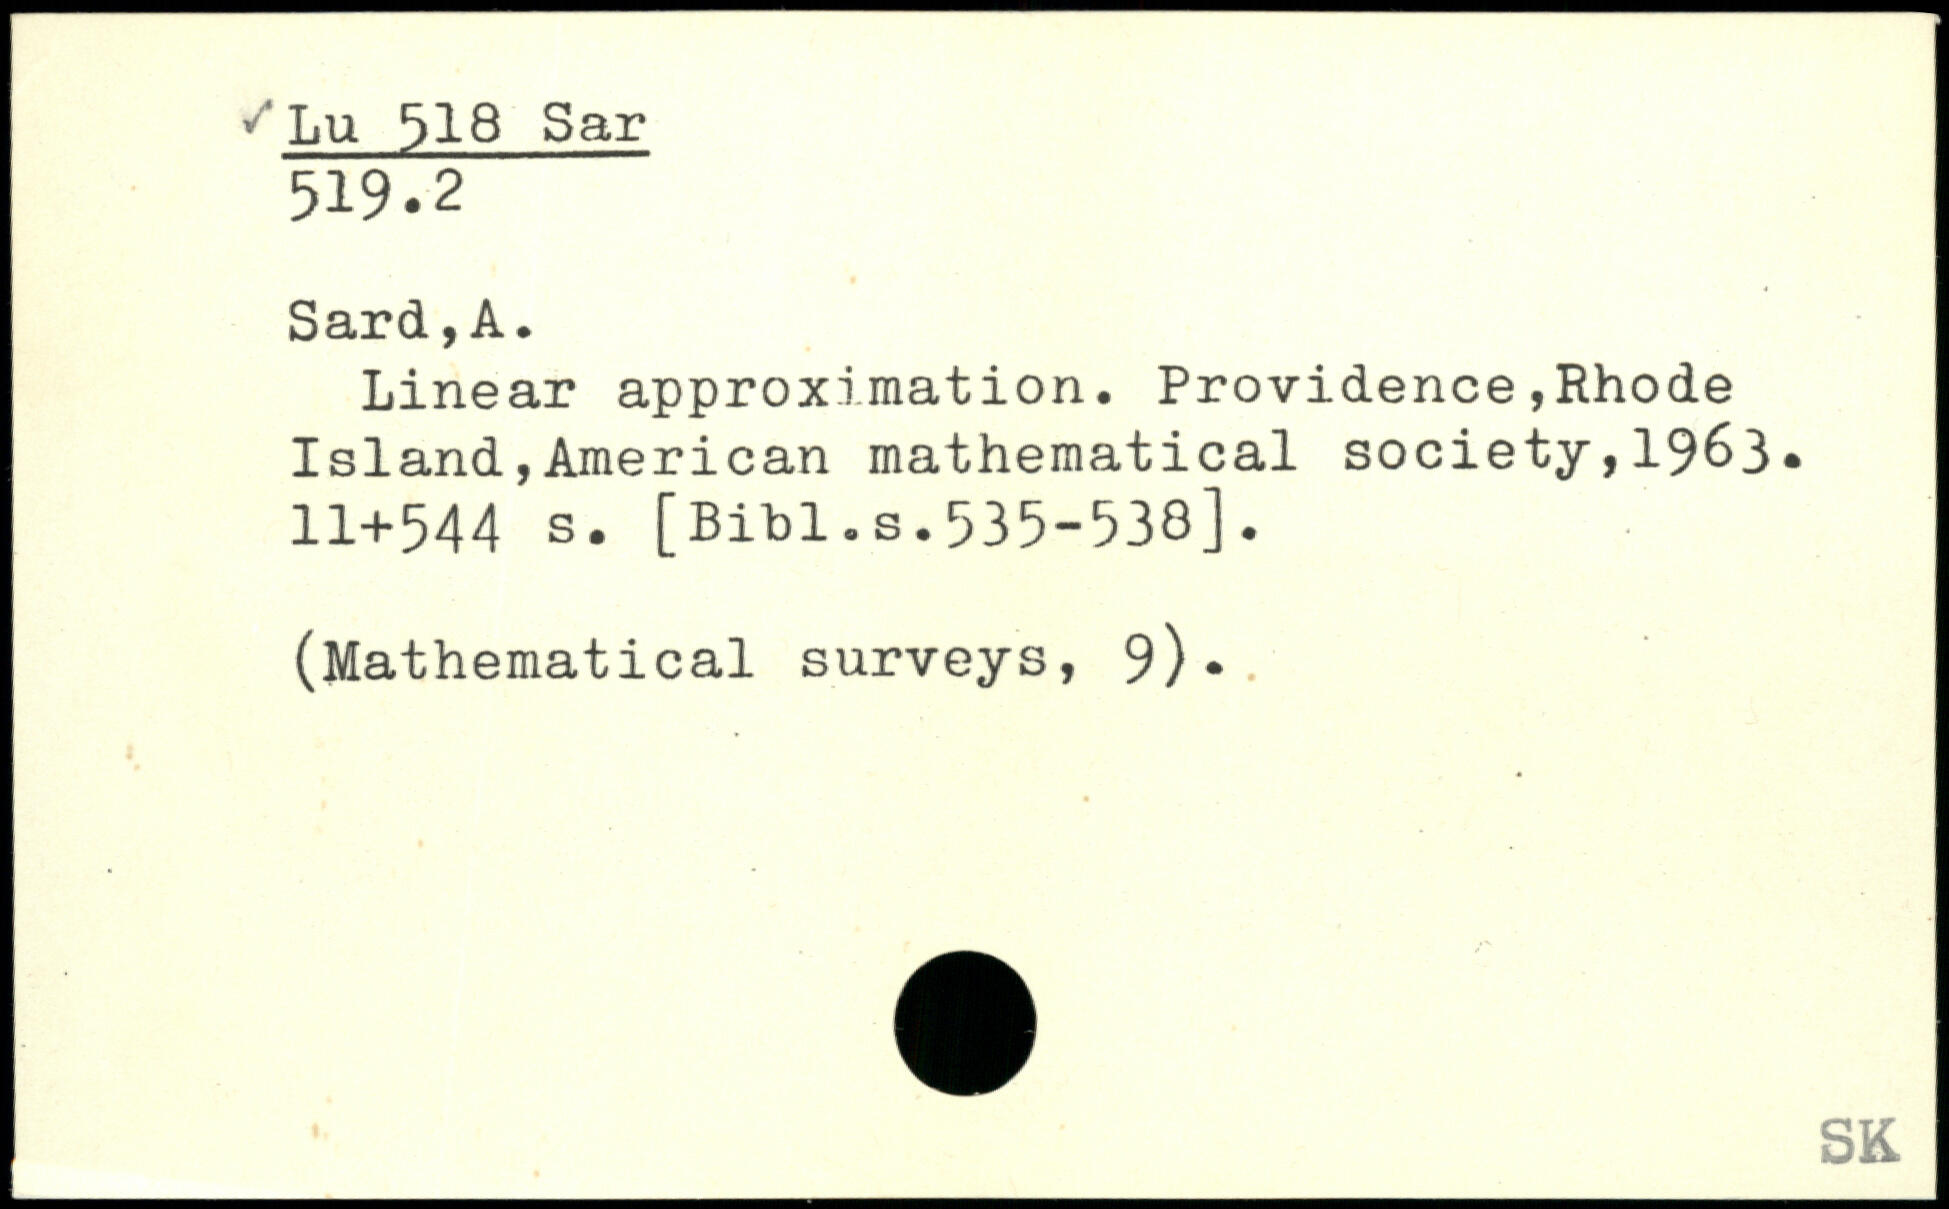 ✓ Lu 518 Sar
519.2
Sard,A.
Linear approximation. Providence,Rhode
Island,American mathematical society,1963.
11+544 s. [Bibl.s.535-538].
(Mathematical surveys, 9).
SK